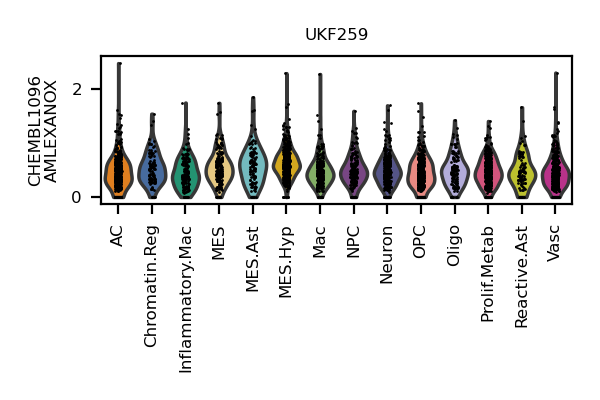 UKF259
CHEMBL1096
AMLEXANOX
2
0
AC
Chromatin.Reg
Inflammatory.Mac
MES
MES.Ast
MES.Hyp
Mac
NPC
Neuron
OPC
Oligo
Prolif.Metab
Reactive.Ast
Vasc